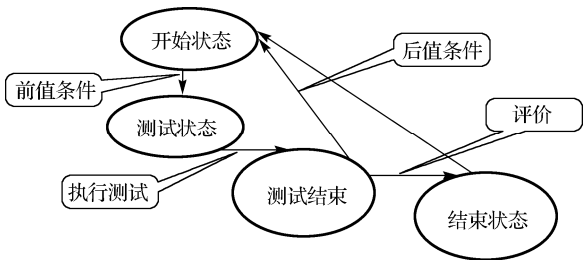 开始状态
后值条件
前值条件
测试状态
评价
执行测试
测试结束
结束状态